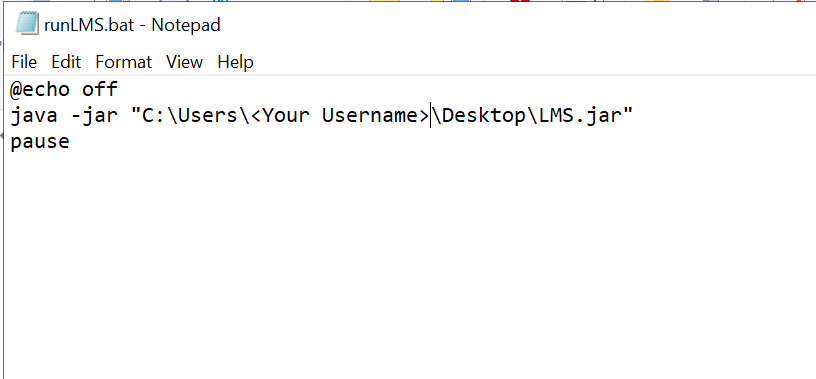 runLMS.bat - Notepad
File Edit Format View Help
@echo off
java -jar "C:\Users\<Your Username>\Desktop\LMS.jar"
pause